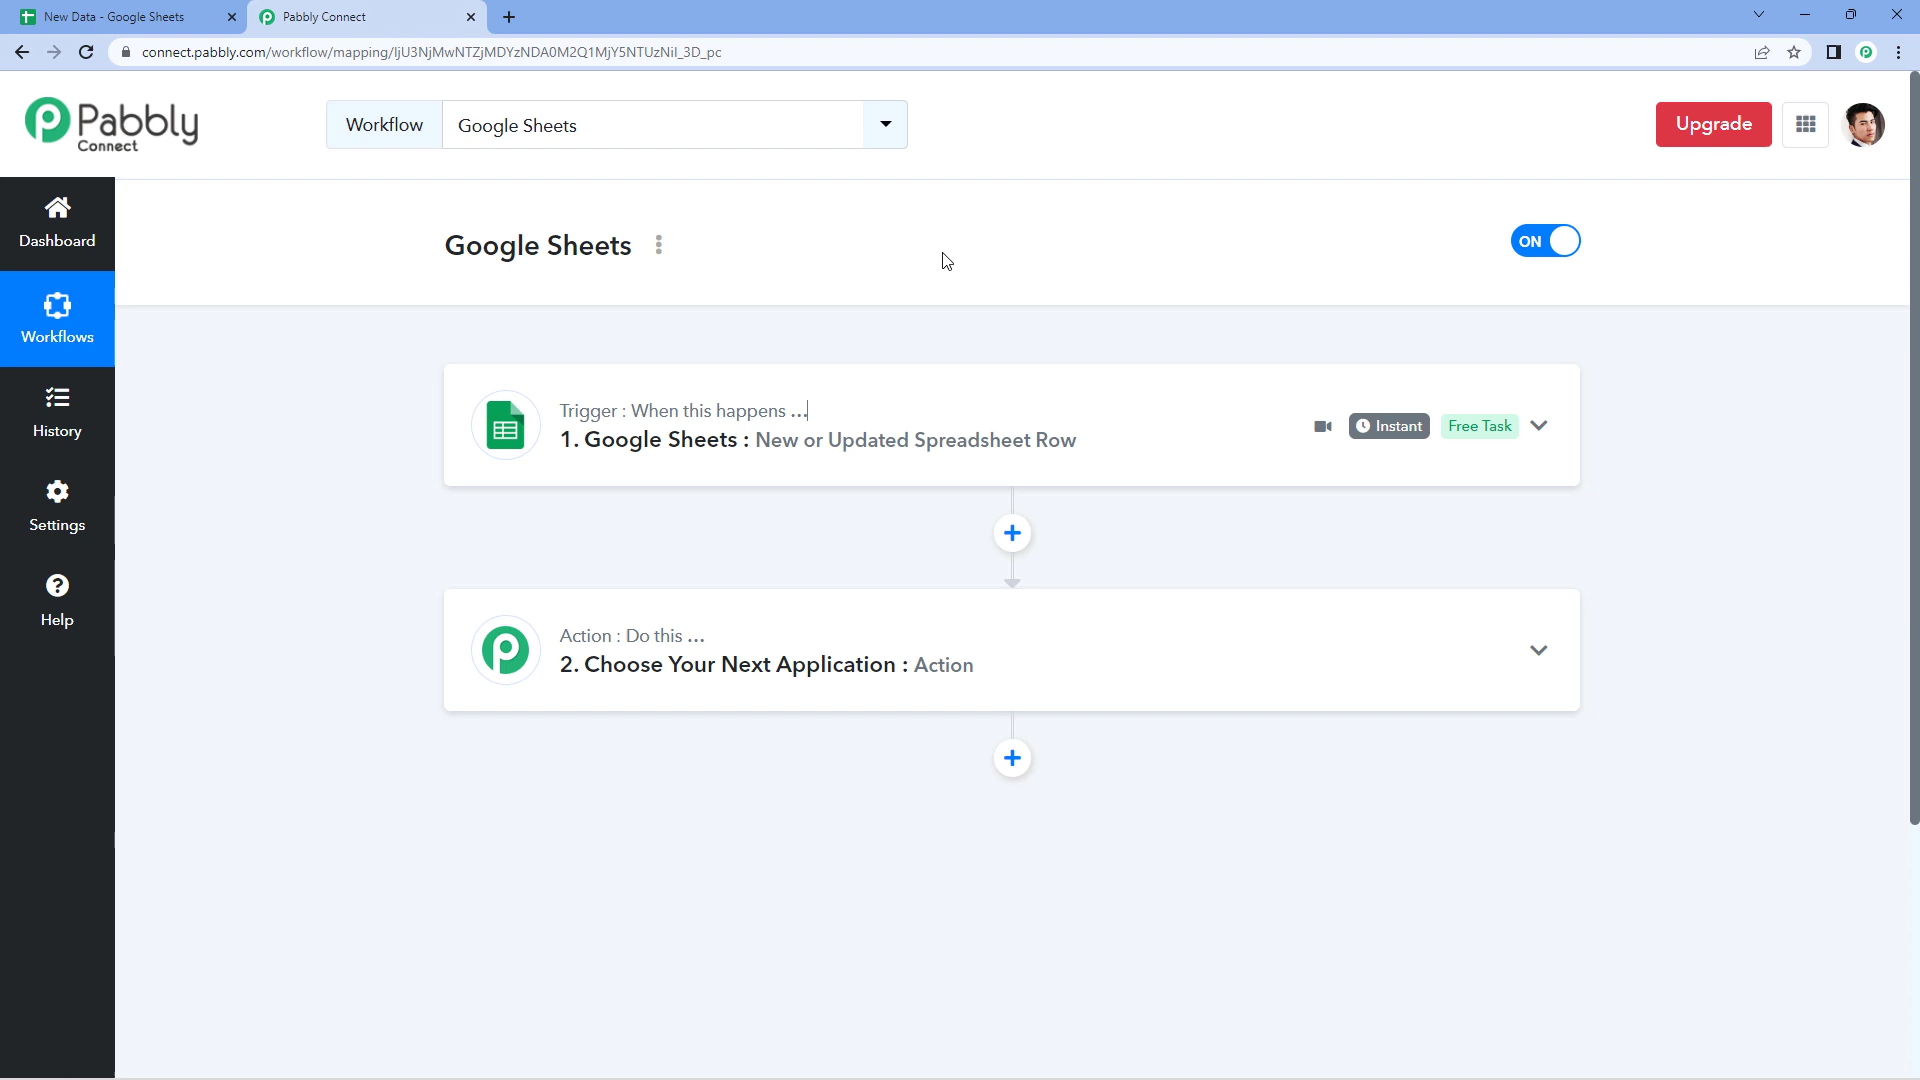 New Data - Google Sheets
Pabbly Connect
connect.pabbly.com/workflow/mapping/IjU3NjMwNTZjMDYzNDA0M2Q1MjY5NTUzNiI_3D_pc
Pabbly
Connect
Workflow
Google Sheets
Upgrade
Dashboard
Workflows
History
Settings
Help
Google Sheets
ON
Trigger : When this happens ...
1. Google Sheets : New or Updated Spreadsheet Row
Instant
Free Task
Action : Do this ...
2. Choose Your Next Application : Action